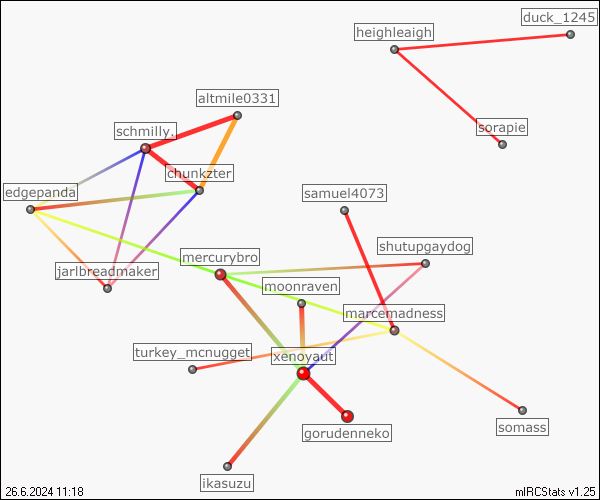 duck_1245
heighleaigh
altmile0331
sorapie
schmilly.
chunkzter
edgepanda
samuel4073
shutupgaydog
mercurybro
jarlbreadmaker
moonraven
marcemadness
turkey_mcnugget
xenoyaut
somass
gorudenneko
ikasuzu
26.6.2024 11:18
mIRCStats v1.25